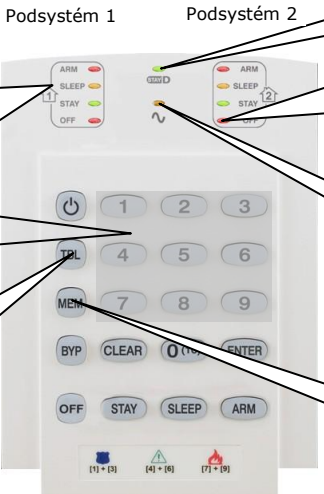 Podsystém 1 Podsystém 2
ARM ARM
SLEEP STAY D SLEEP
1 2
STAY STAY
OFF OFF
1 2 3
TBL 4 5 6
MEM 7 8 9
BYP CLEAR 0 (10) ENTER
OFF STAY SLEEP ARM
[1] + [3] [4] + [6] [7] + [9]